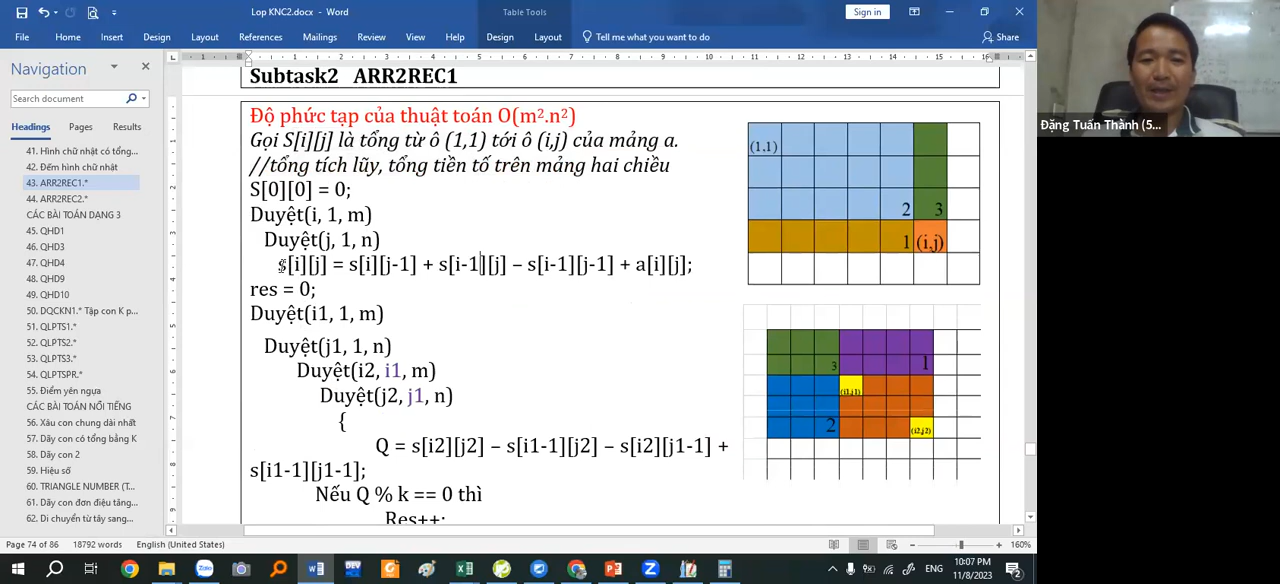 Lop KNC2.docx - Word
Table Tools
Sign in
File
Home
Insert
Design
Layout
References
Mailings
Review
View
Help
Design
Layout
Tell me what you want to do
Share
Navigation
Search document
Headings
Pages
Results
41. Hình chữ nhật có tổng...
42. Đếm hình chữ nhật
43. ARR2REC1.*
44. ARR2REC2.*
CÁC BÀI TOÁN DẠNG 3
45. QHD1
46. QHD3
47. QHD4
48. QHD9
49. QHD10
50. DQCKN1.* Tập con K p...
51. QLPTS1.*
52. QLPTS2.*
53. QLPTS3.*
54. QLPTSPR.*
55. Điểm yên ngựa
CÁC BÀI TOÁN NỔI TIẾNG
56. Xâu con chung dài nhất
57. Dãy con có tổng bằng K
58. Dãy con 2
59. Hiệu số
60. TRIANGLE NUMBER (T...
61. Dãy con đơn điệu tăng...
62. Di chuyển từ tây sang...
Subtask2 ARR2REC1
Độ phức tạp của thuật toán O(m².n²)
Gọi S[i][j] là tổng từ ô (1,1) tới ô (i,j) của mảng a.
//tổng tích lũy, tổng tiền tố trên mảng hai chiều
S[0][0] = 0;
Duyệt(i, 1, m)
Duyệt(j, 1, n)
s[i][j] = s[i][j-1] + s[i-1][j] – s[i-1][j-1] + a[i][j];
res = 0;
Duyệt(i1, 1, m)
Duyệt(j1, 1, n)
Duyệt(i2, i1, m)
Duyệt(j2, j1, n)
{
Q = s[i2][j2] – s[i1-1][j2] – s[i2][j1-1] +
s[i1-1][j1-1];
Nếu Q % k == 0 thì
Res++;
(1,1)
2
3
1
(i,j)
3
1
(i1,j1)
2
(i2,j2)
Đặng Tuấn Thành (5...
Page 74 of 86
18792 words
English (United States)
160%
ENG
10:07 PM
11/8/2023